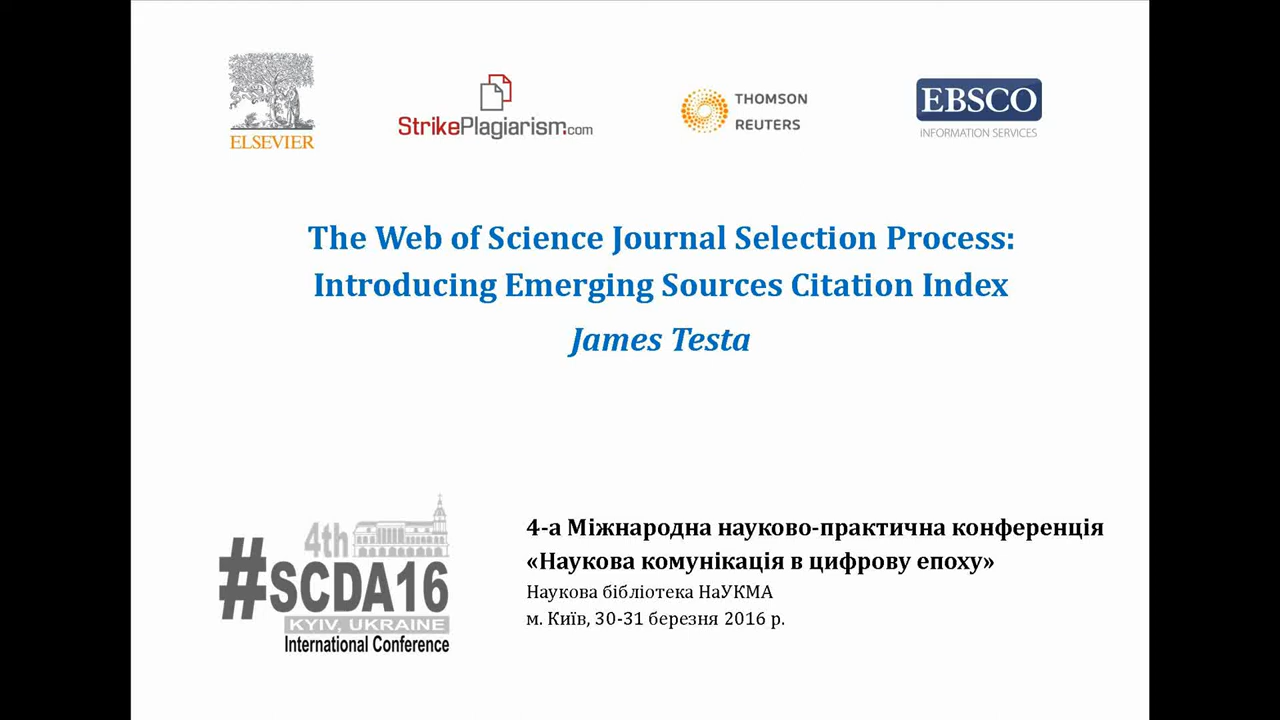 ELSEVIER
StrikePlagiarism.com
THOMSON
REUTERS
EBSCO
INFORMATION SERVICES
The Web of Science Journal Selection Process:
Introducing Emerging Sources Citation Index
James Testa
4th
#SCDA16
KYIV, UKRAINE
International Conference
4-а Міжнародна науково-практична конференція
«Наукова комунікація в цифрову епоху»
Наукова бібліотека НаУКМА
м. Київ, 30-31 березня 2016 р.